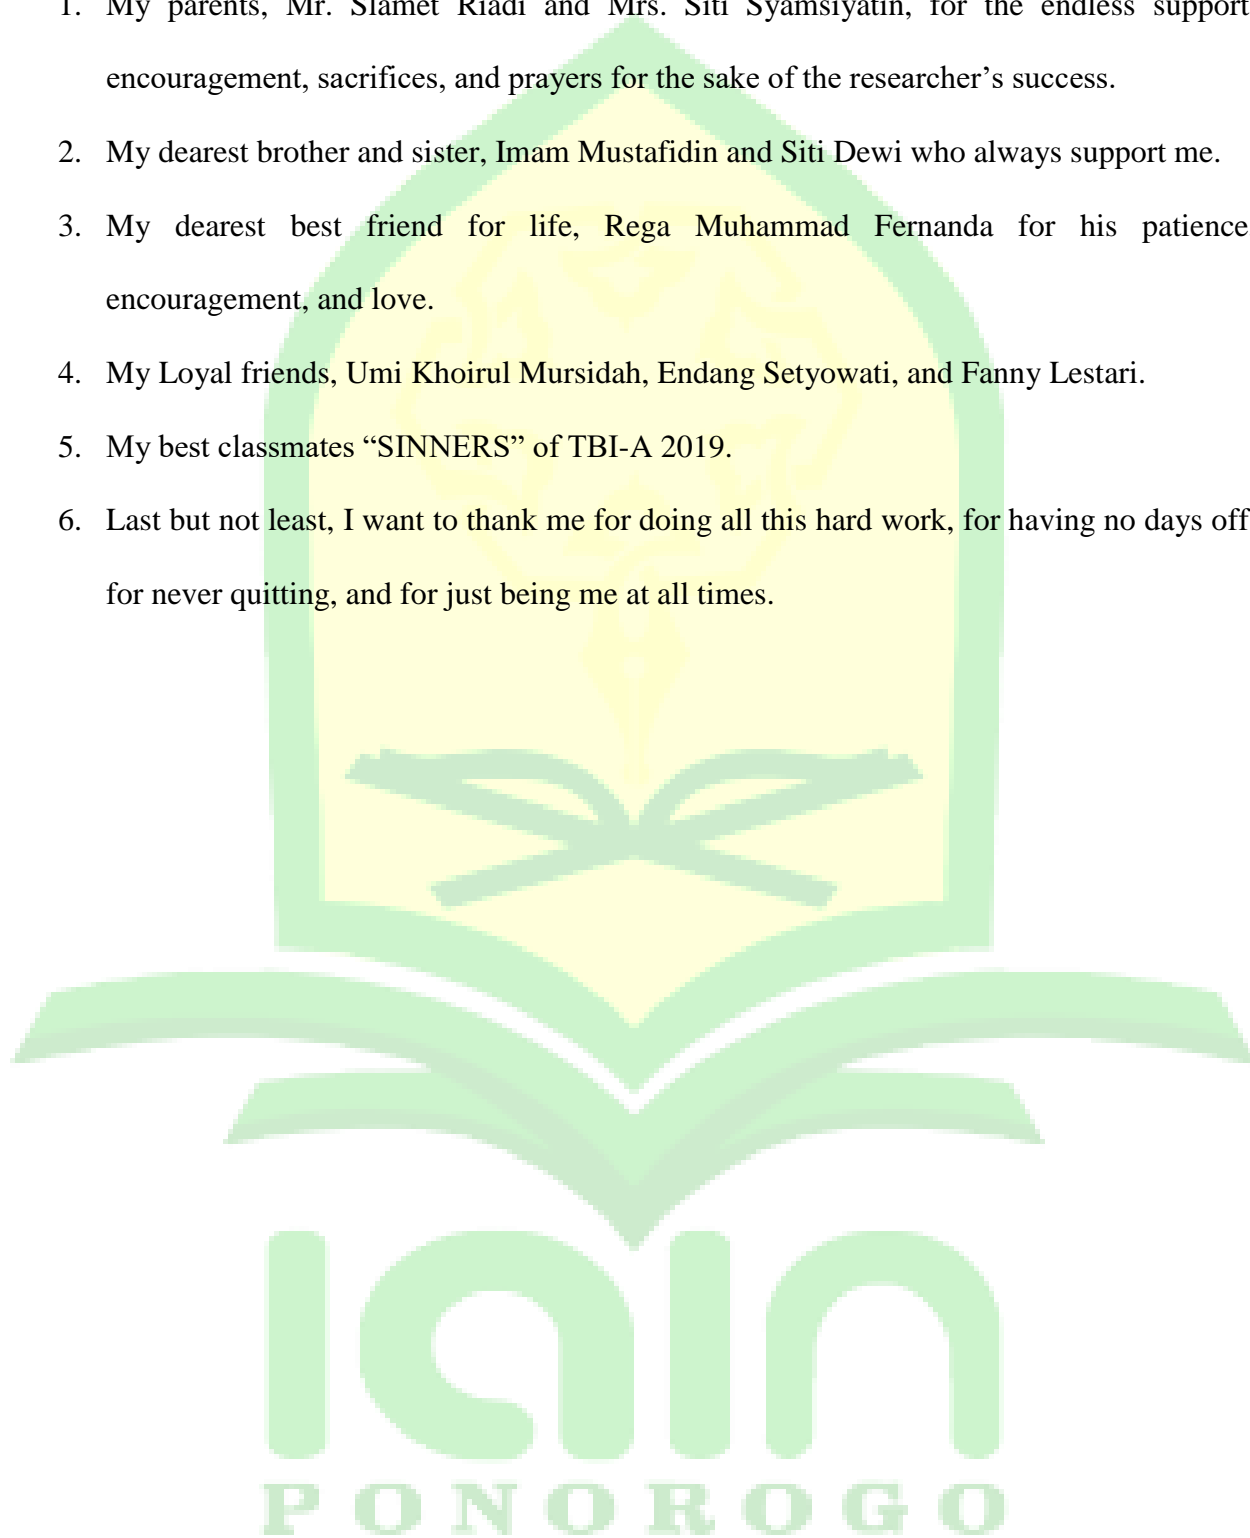 1. My parents, Mr. Slamet Riadi and Mrs. Siti Syamsiyatin, for the endless support
encouragement, sacrifices, and prayers for the sake of the researcher’s success.
2. My dearest brother and sister, Imam Mustafidin and Siti Dewi who always support me.
3. My dearest best friend for life, Rega Muhammad Fernanda for his patience
encouragement, and love.
4. My Loyal friends, Umi Khoirul Mursidah, Endang Setyowati, and Fanny Lestari.
5. My best classmates “SINNERS” of TBI-A 2019.
6. Last but not least, I want to thank me for doing all this hard work, for having no days off
for never quitting, and for just being me at all times.
iain
PONOROGO